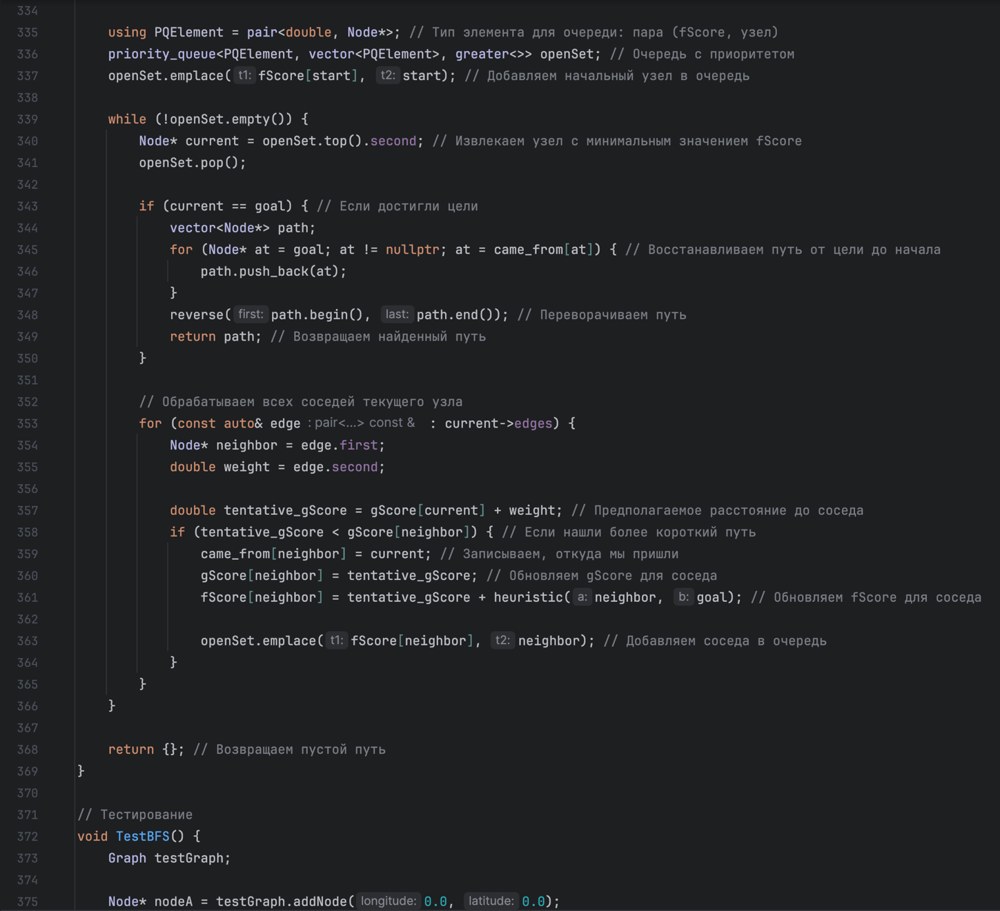 334
335 using PQElement = pair<double, Node*>; // Тип элемента для очереди: пара (fScore, узел)
336 priority_queue<PQElement, vector<PQElement>, greater<>> openSet; // Очередь с приоритетом
337 openSet.emplace( t1: fScore[start], t2: start); // Добавляем начальный узел в очередь
338
339 while (!openSet.empty()) {
340 Node* current = openSet.top().second; // Извлекаем узел с минимальным значением fScore
341 openSet.pop();
342
343 if (current == goal) { // Если достигли цели
344 vector<Node*> path;
345 for (Node* at = goal; at != nullptr; at = came_from[at]) { // Восстанавливаем путь от цели до начала
346 path.push_back(at);
347 }
348 reverse( first: path.begin(), last: path.end()); // Переворачиваем путь
349 return path; // Возвращаем найденный путь
350 }
351
352 // Обрабатываем всех соседей текущего узла
353 for (const auto& edge : pair<...> const & : current->edges) {
354 Node* neighbor = edge.first;
355 double weight = edge.second;
356
357 double tentative_gScore = gScore[current] + weight; // Предполагаемое расстояние до соседа
358 if (tentative_gScore < gScore[neighbor]) { // Если нашли более короткий путь
359 came_from[neighbor] = current; // Записываем, откуда мы пришли
360 gScore[neighbor] = tentative_gScore; // Обновляем gScore для соседа
361 fScore[neighbor] = tentative_gScore + heuristic( a: neighbor, b: goal); // Обновляем fScore для соседа
362
363 openSet.emplace( t1: fScore[neighbor], t2: neighbor); // Добавляем соседа в очередь
364 }
365 }
366 }
367
368 return {}; // Возвращаем пустой путь
369 }
370
371 // Тестирование
372 void TestBFS() {
373 Graph testGraph;
374
375 Node* nodeA = testGraph.addNode( longitude: 0.0, latitude: 0.0);